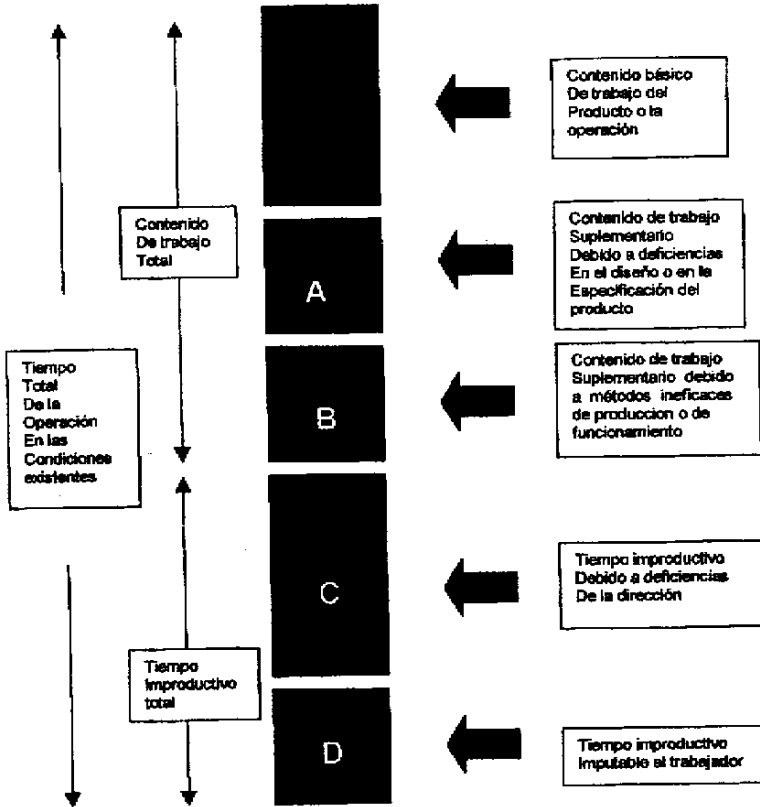 Contenido básico
De trabajo del
Producto o la
operación
Contenido
De trabajo
Total
A
Contenido de trabajo
Suplementario
Debido a deficiencias
En el diseño o en la
Especificación del
producto
Tiempo
Total
De la
Operación
En las
Condiciones
existentes
B
Contenido de trabajo
Suplementario debido
a métodos ineficaces
de produccion o de
funcionamiento
C
Tiempo improductivo
Debido a deficiencias
De la dirección
Tiempo
Improductivo
total
D
Tiempo improductivo
Imputable al trabajador